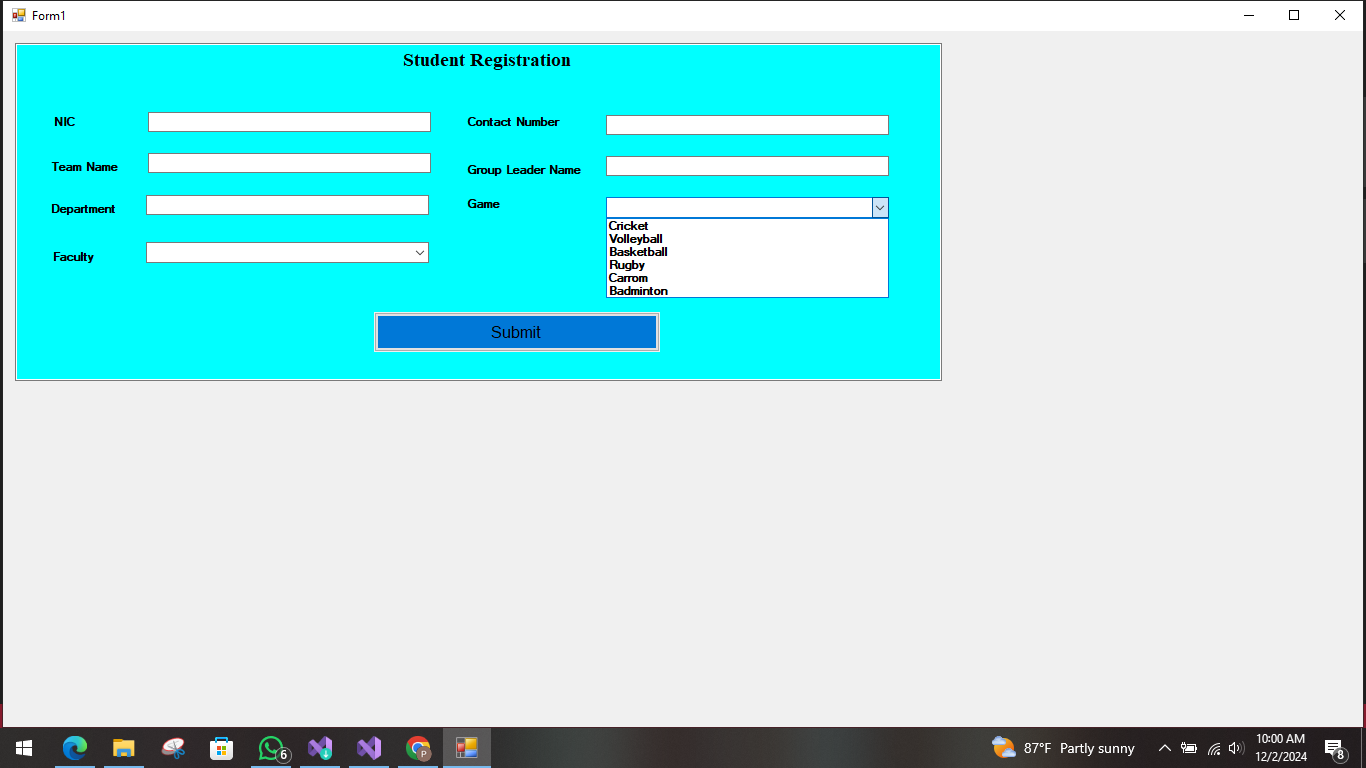 Form1
Student Registration
NIC
Contact Number
Team Name
Group Leader Name
Department
Game
Faculty
Cricket
Volleyball
Basketball
Rugby
Carrom
Badminton
Submit
6
P
87°F Partly sunny
10:00 AM
12/2/2024
8